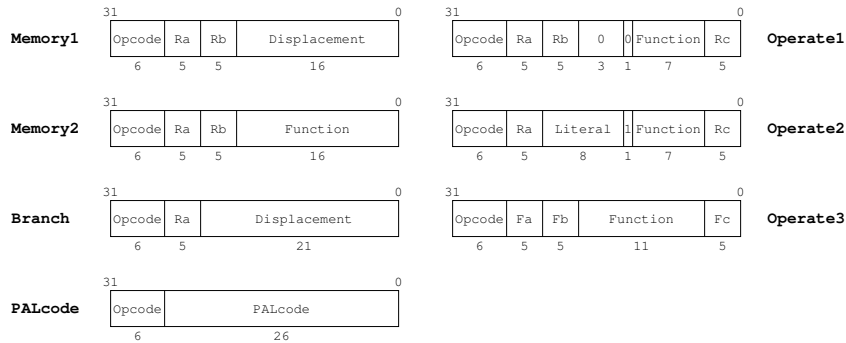 31 0 31 0
Memory1 Opcode Ra Rb Displacement Opcode Ra Rb 0 0 Function Rc Operate1
6 5 5 16 6 5 5 3 1 7 5
31 0 31 0
Memory2 Opcode Ra Rb Function Opcode Ra Literal 1 Function Rc Operate2
6 5 5 16 6 5 8 1 7 5
31 0 31 0
Branch Opcode Ra Displacement Opcode Fa Fb Function Fc Operate3
6 5 21 6 5 5 11 5
31 0
PALcode Opcode PALcode
6 26